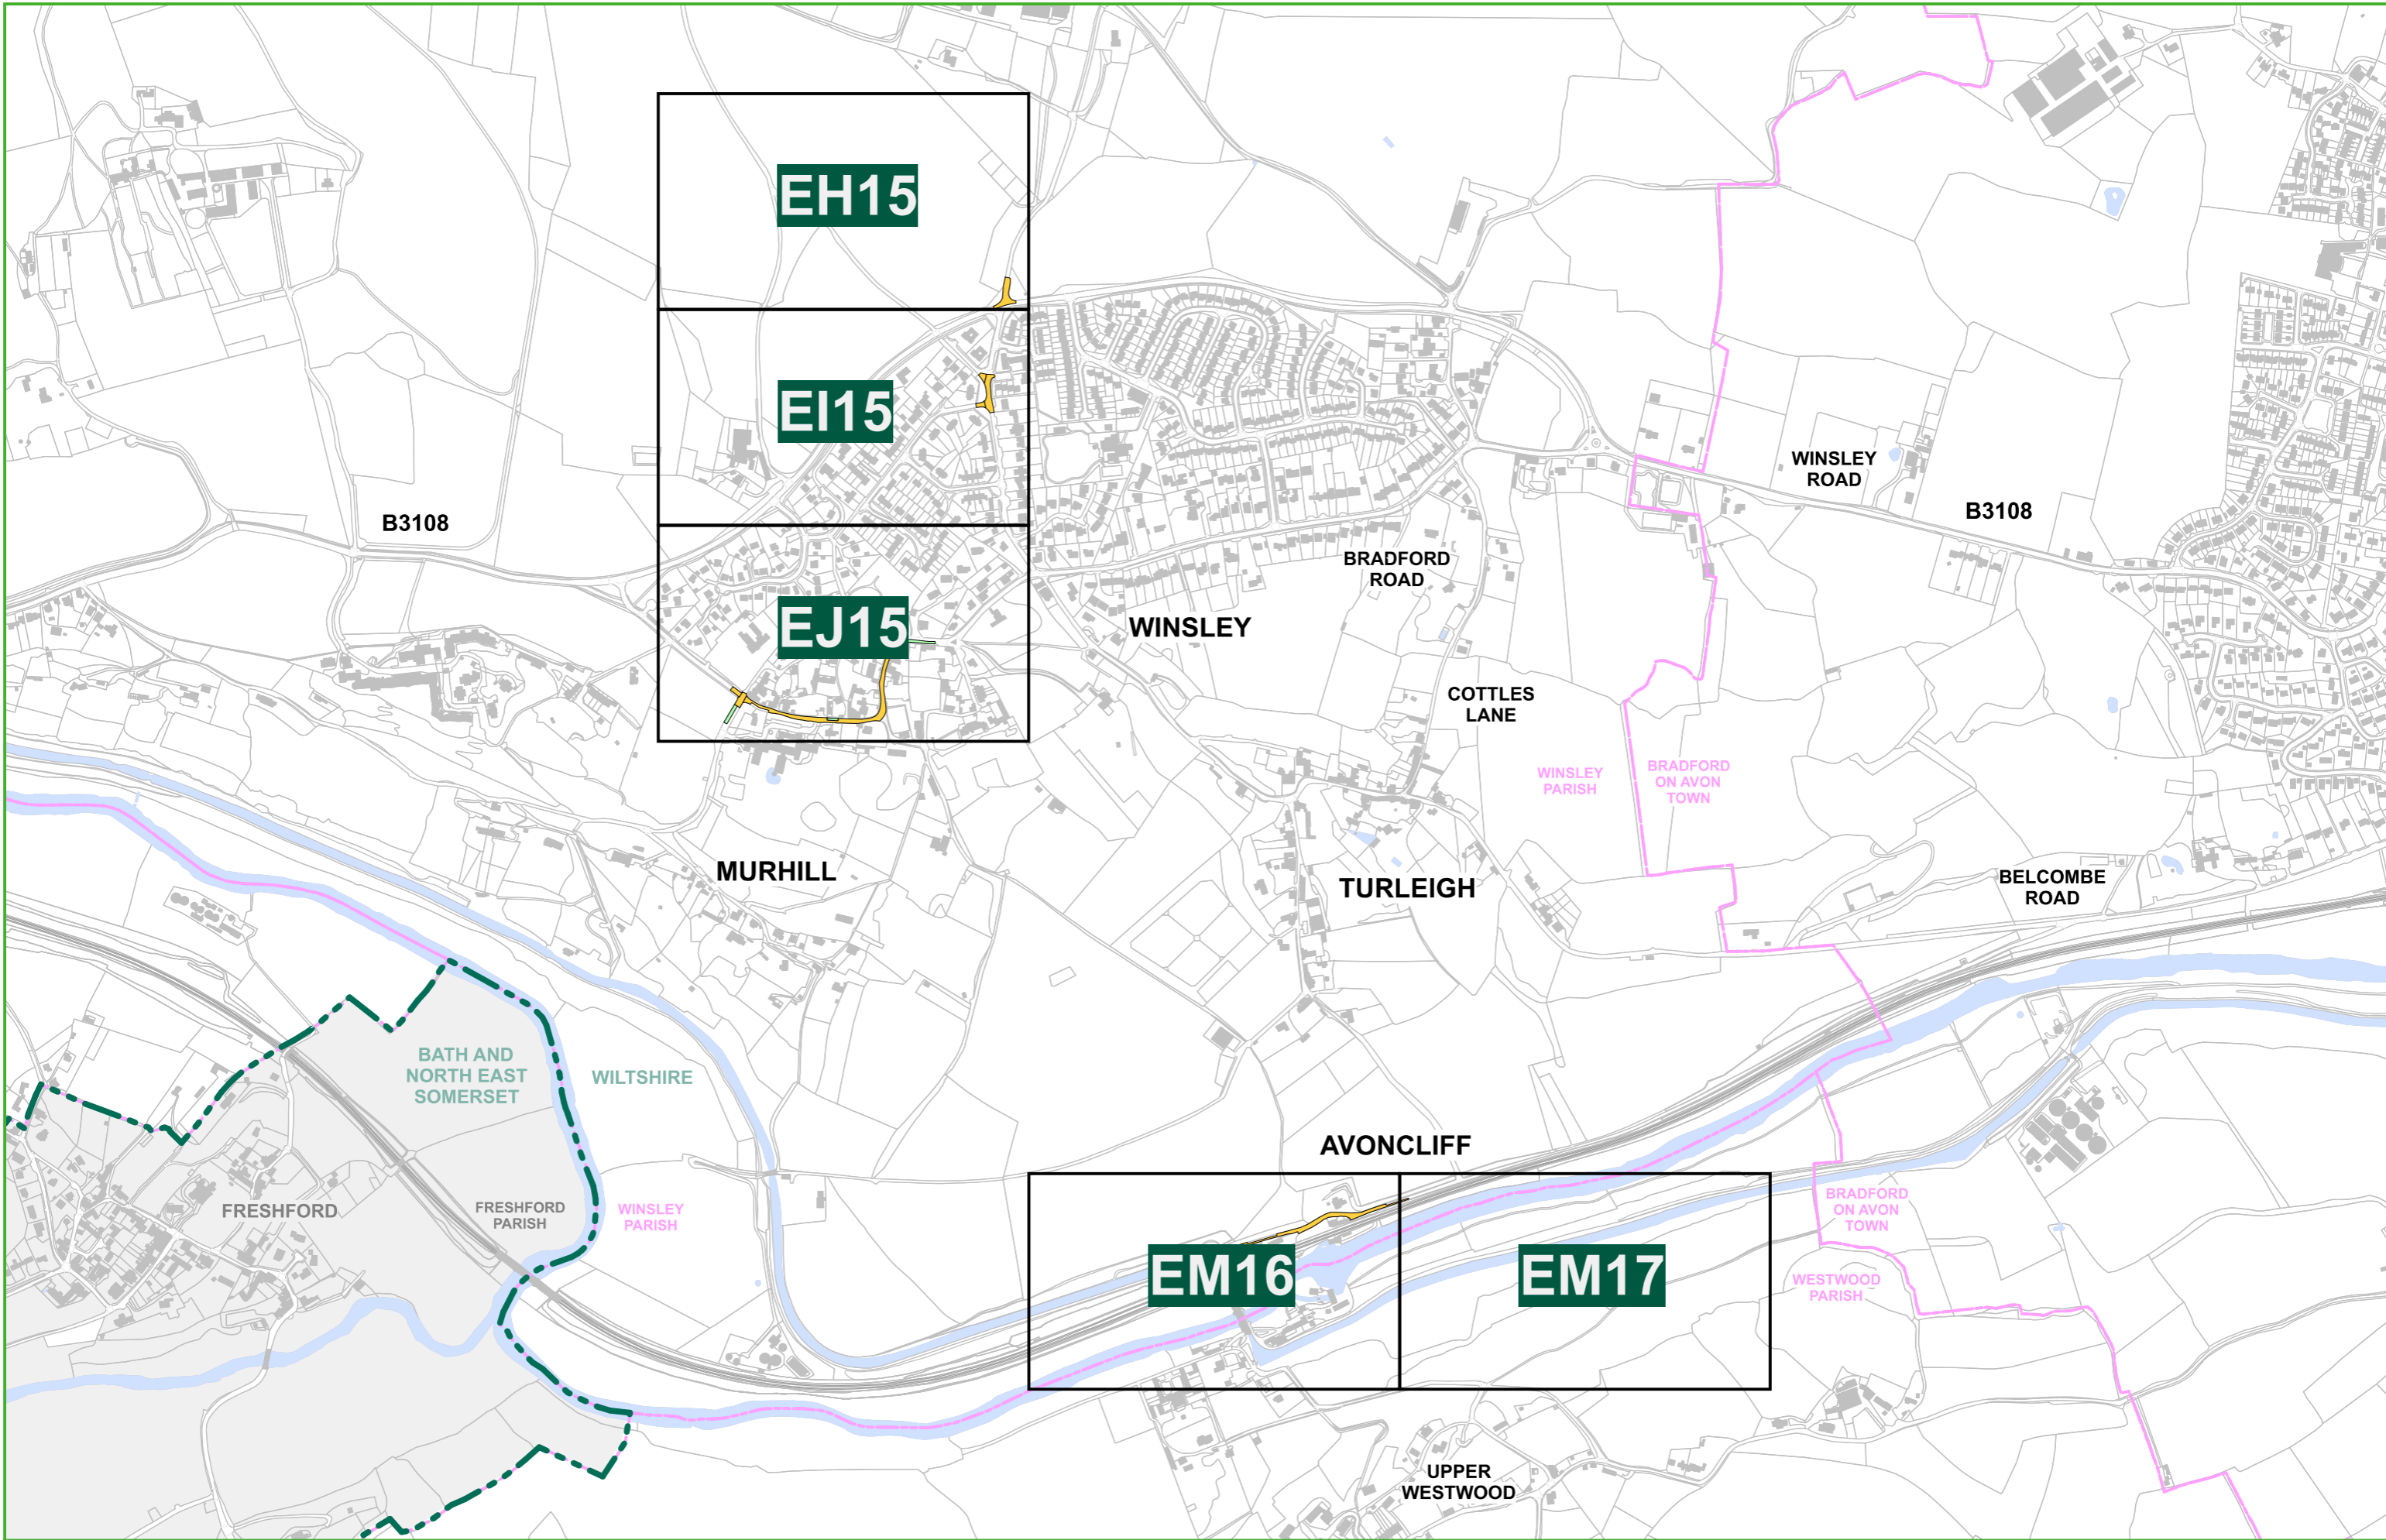 EH15
EI15
WINSLEY
ROAD
B3108
B3108
BRADFORD
ROAD
EJ15
WINSLEY
COTTLES
LANE
WINSLEY
PARISH
BRADFORD
ON AVON
TOWN
MURHILL
TURLEIGH
BELCOMBE
ROAD
BATH AND
NORTH EAST
SOMERSET
WILTSHIRE
AVONCLIFF
FRESHFORD
FRESHFORD
PARISH
WINSLEY
PARISH
BRADFORD
ON AVON
TOWN
EM16
EM17
WESTWOOD
PARISH
UPPER
WESTWOOD